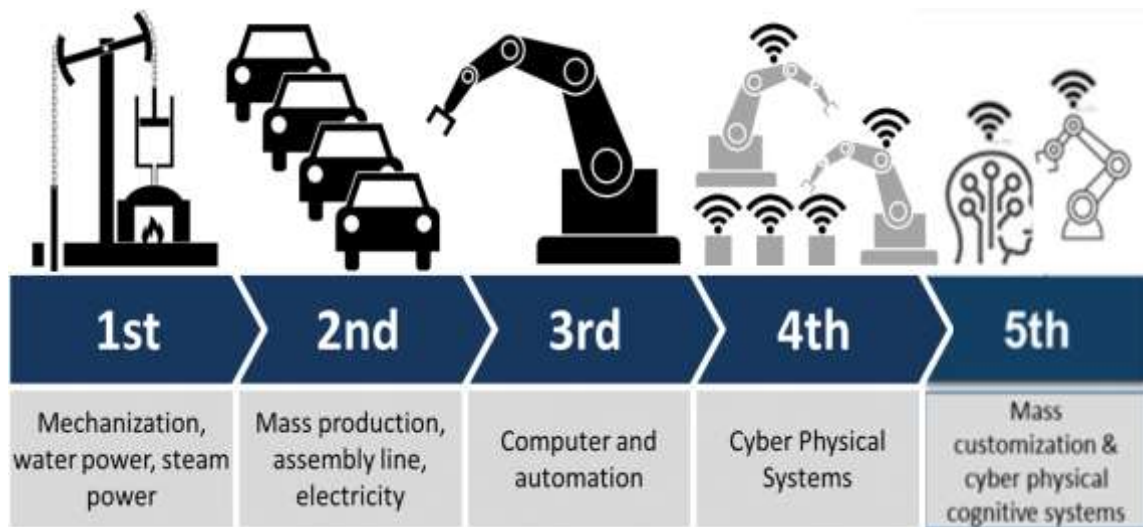 1st
2nd
3rd
4th
5th
Mechanization,
water power, steam
power
Mass production,
assembly line,
electricity
Computer and
automation
Cyber Physical
Systems
Mass
customization &
cyber physical
cognitive systems